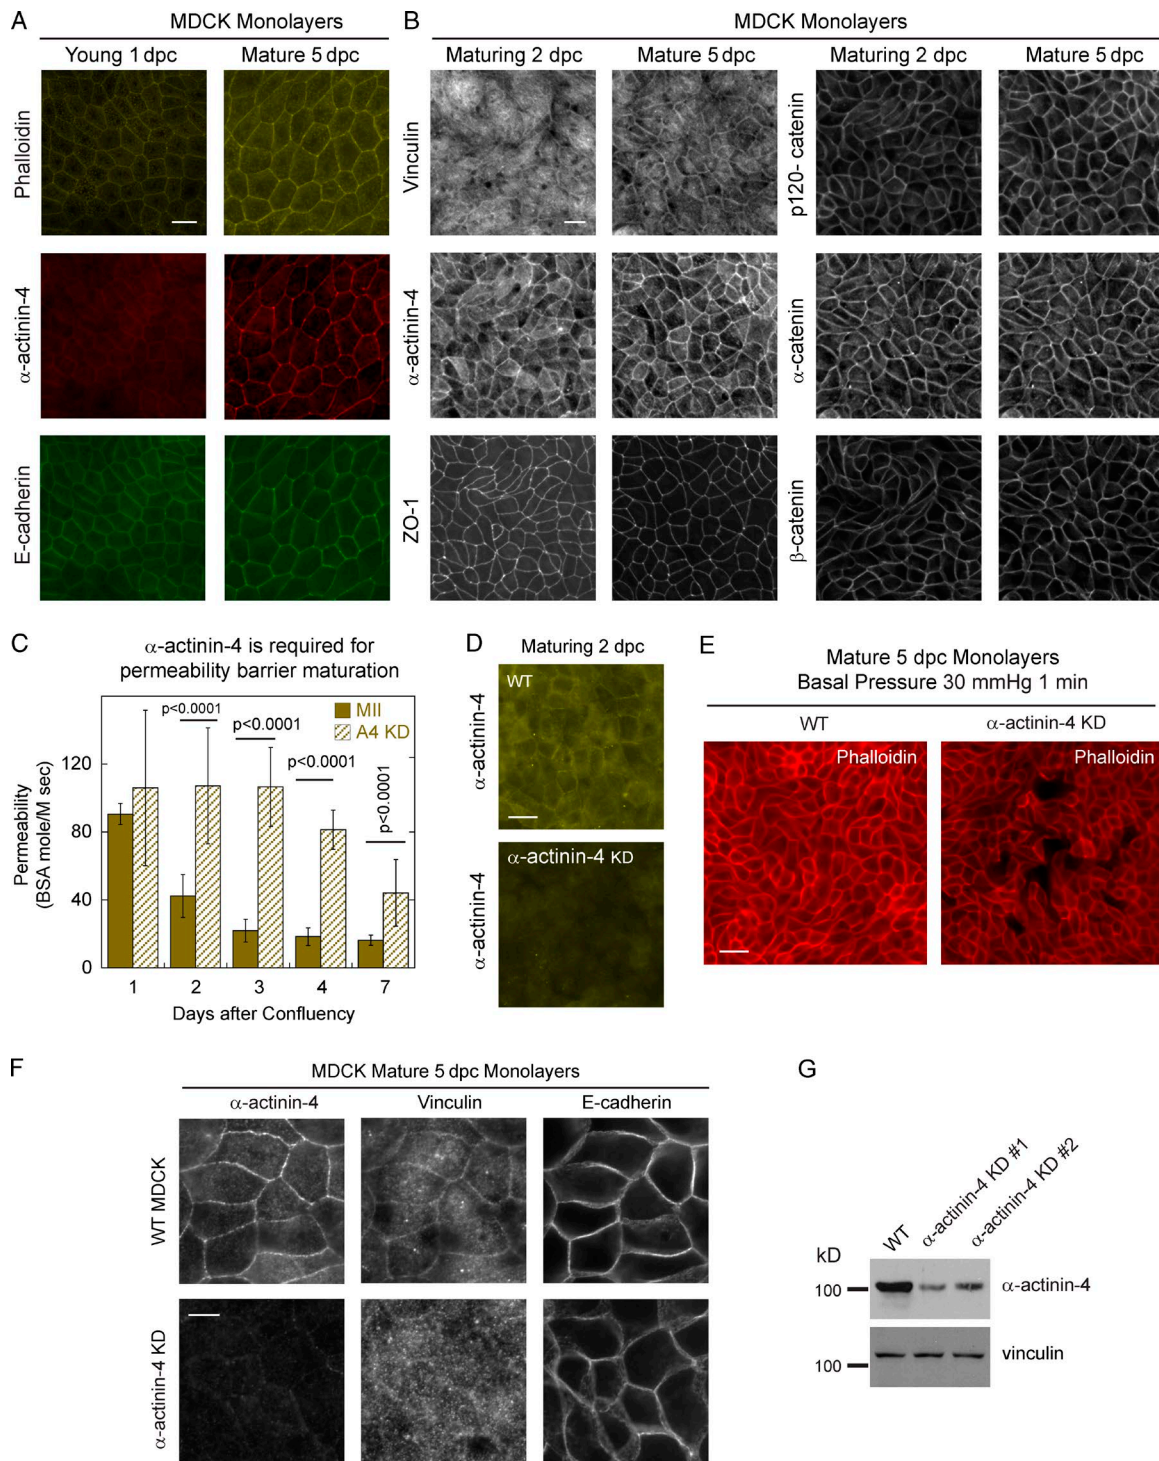 A
MDCK Monolayers
Young 1 dpc
Mature 5 dpc
Phalloidin
α-actinin-4
E-cadherin
B
MDCK Monolayers
Maturing 2 dpc
Mature 5 dpc
Maturing 2 dpc
Mature 5 dpc
Vinculin
α-actinin-4
ZO-1
p120- catenin
α-catenin
β-catenin
C
α-actinin-4 is required for
permeability barrier maturation
MII
A4 KD
p<0.0001
p<0.0001
p<0.0001
p<0.0001
Permeability
(BSA mole/M sec)
120
80
40
0
1 2 3 4 7
Days after Confluency
D
Maturing 2 dpc
α-actinin-4
WT
α-actinin-4
α-actinin-4 KD
E
Mature 5 dpc Monolayers
Basal Pressure 30 mmHg 1 min
WT
α-actinin-4 KD
Phalloidin
Phalloidin
F
MDCK Mature 5 dpc Monolayers
α-actinin-4
Vinculin
E-cadherin
WT MDCK
α-actinin-4 KD
G
WT
α-actinin-4 KD #1
α-actinin-4 KD #2
kD
100
α-actinin-4
100
vinculin